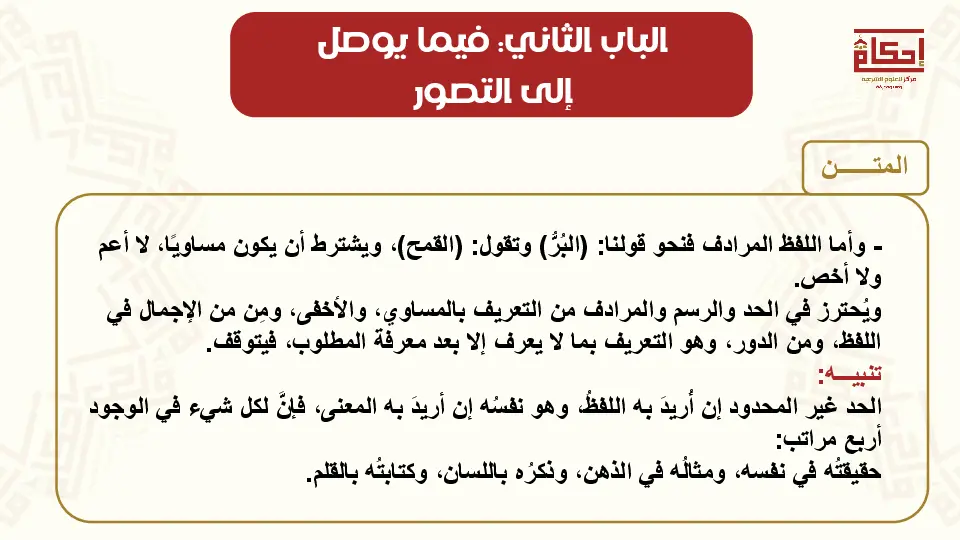 الباب الثاني: فيما يوصل
إلى التصور
إحكام
مركز للعلوم الشرعية
المتـــــــن
- وأما اللفظ المرادف فنحو قولنا: (البُرُّ) وتقول: (القمح)، ويشترط أن يكون مساويًا، لا أعم
ولا أخص.
ويُحترز في الحد والرسم والمرادف من التعريف بالمساوي، والأخفى، ومِن من الإجمال في
اللفظ، ومن الدور، وهو التعريف بما لا يعرف إلا بعد معرفة المطلوب، فيتوقف.
تنبيـــه:
الحد غير المحدود إن أُريدَ به اللفظُ، وهو نفسُه إن أريدَ به المعنى، فإنَّ لكل شيء في الوجود
أربع مراتب:
حقيقتُه في نفسه، ومثالُه في الذهن، وذكرُه باللسان، وكتابتُه بالقلم.